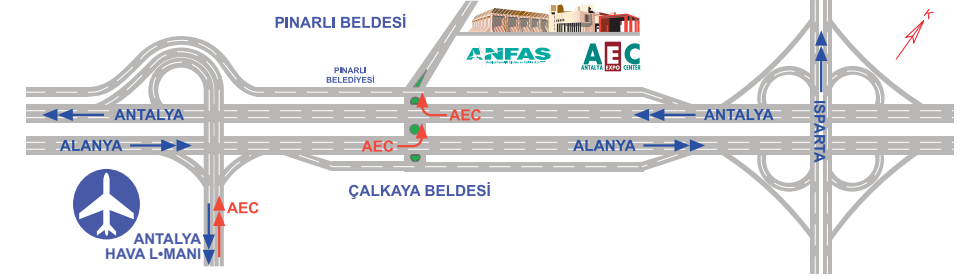 PINARLI BELDESİ
K
ANFAŞ
AEC
ANTALYA EXPO CENTER
PINARLI
BELEDİYESİ
ANTALYA
AEC
ANTALYA
ISPARTA
ALANYA
AEC
ALANYA
ÇALKAYA BELDESİ
AEC
ANTALYA
HAVA L•MANI